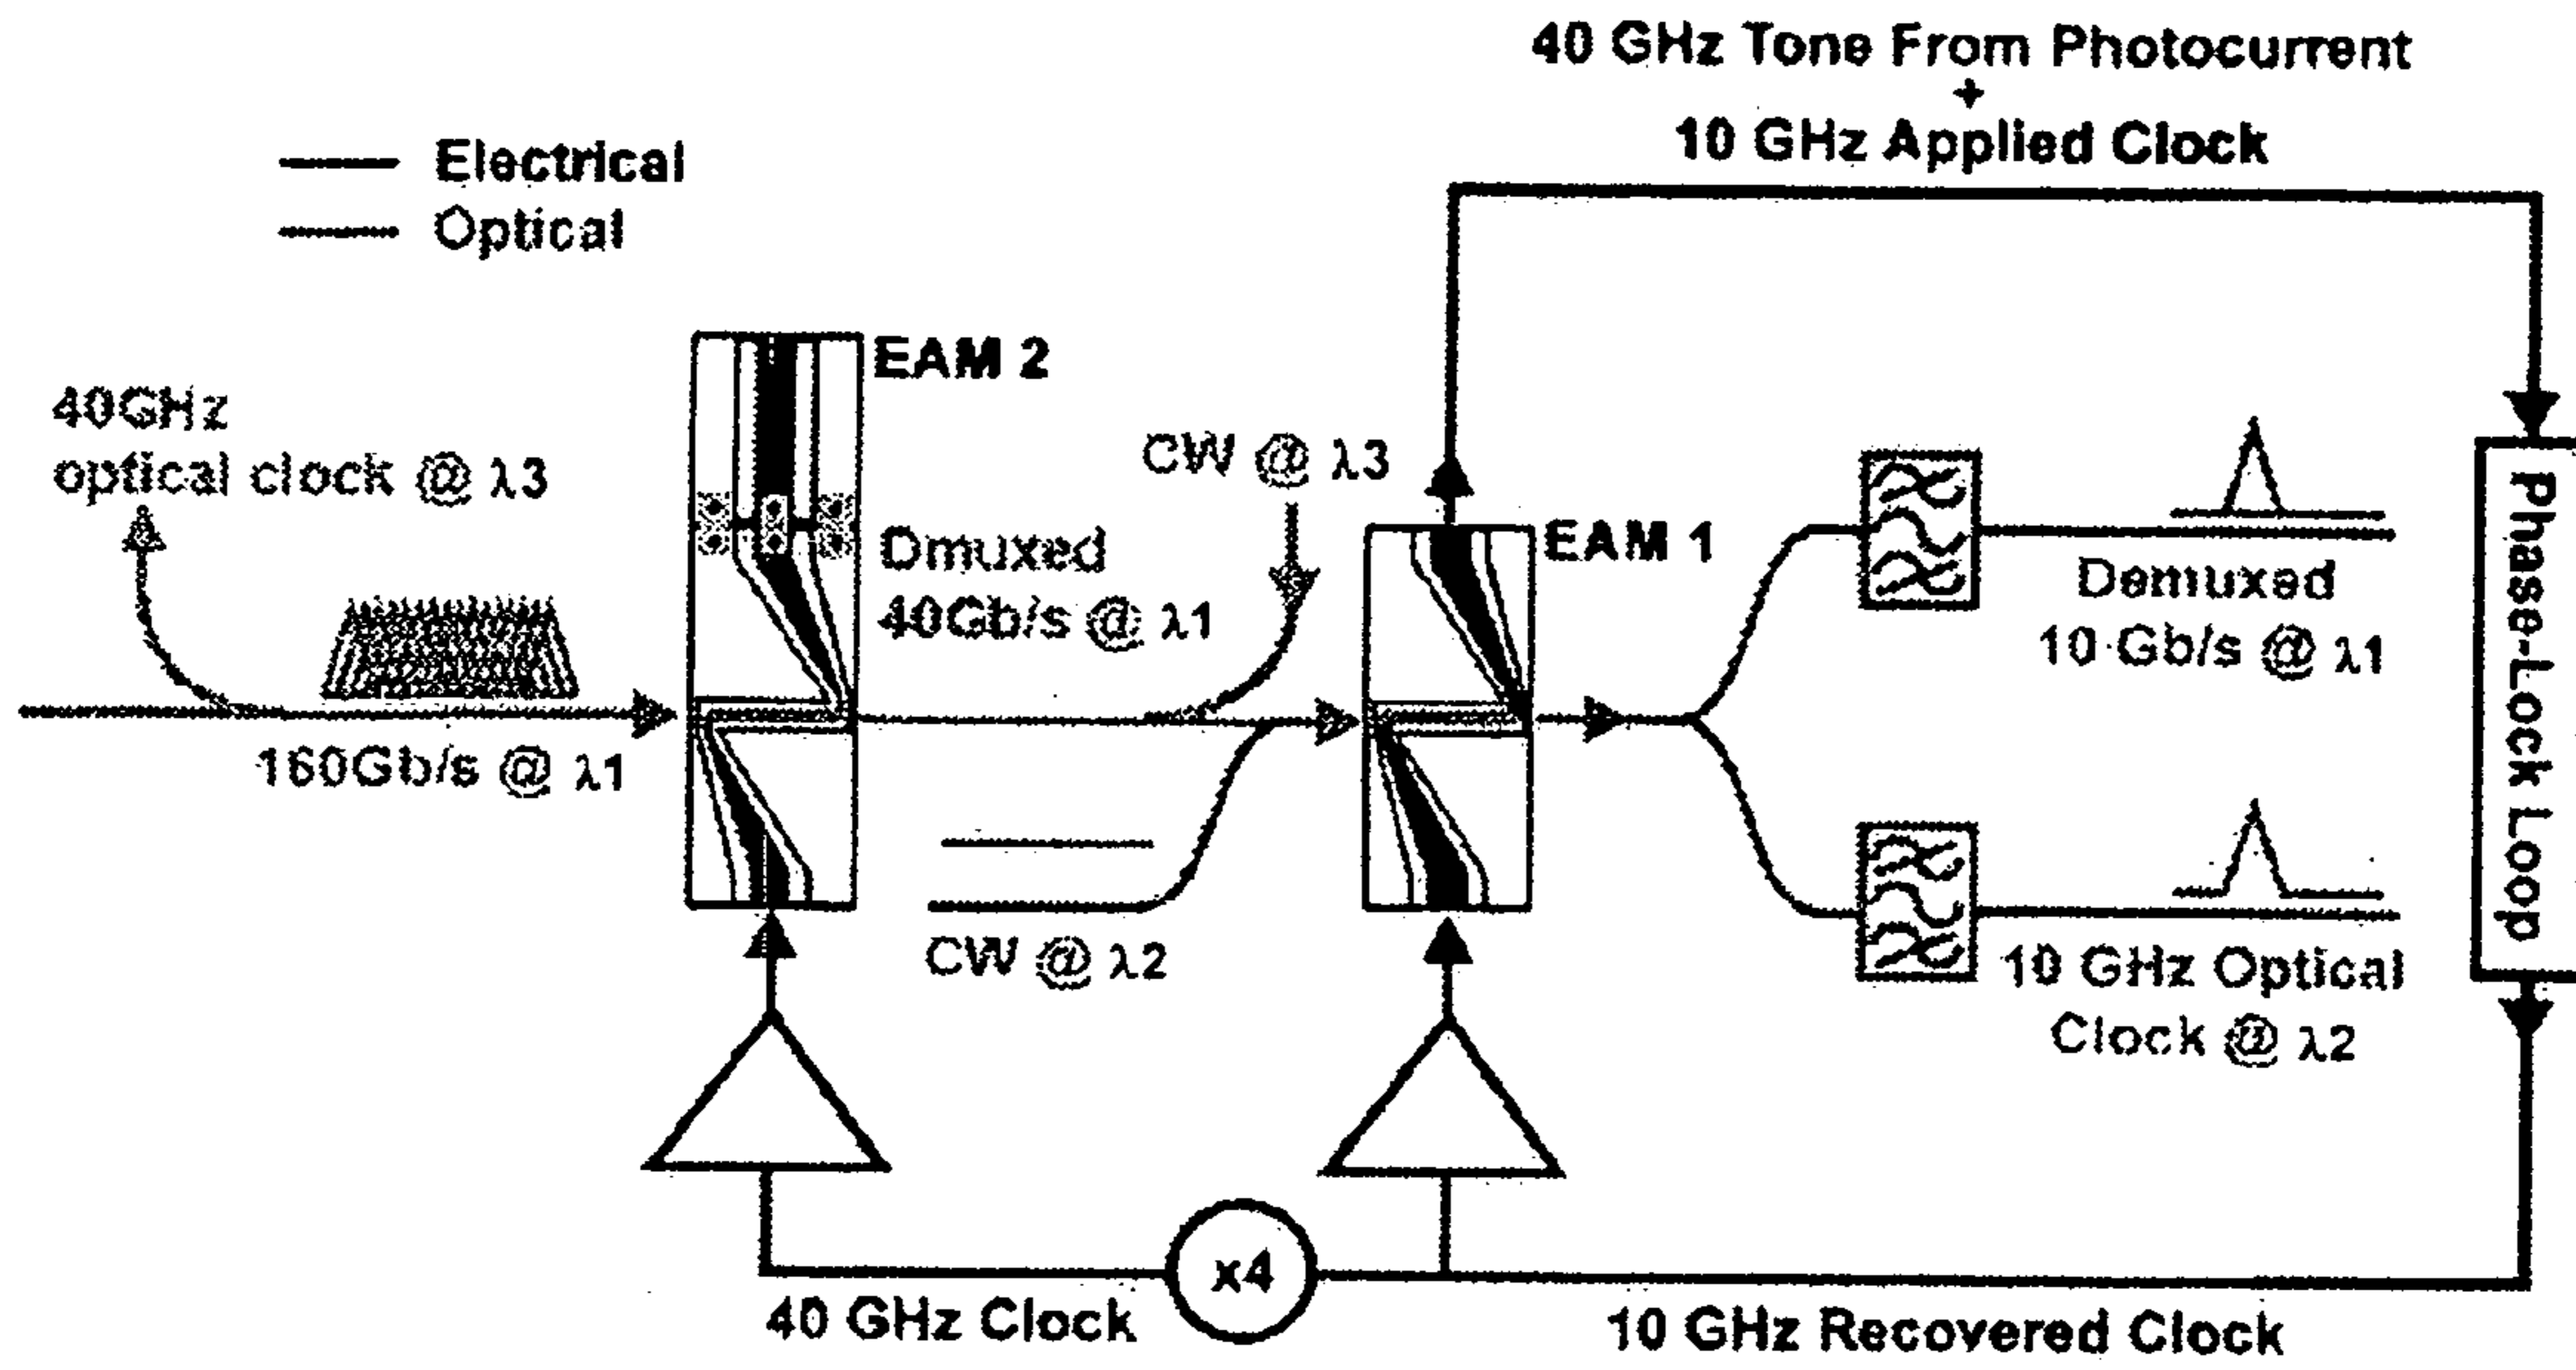 40 GHz Tone From Photocurrent
+
10 GHz Applied Clock
Electrical
Optical
EAM 2
40GHz
optical clock @ λ3
CW @ λ3
EAM 1
Dmuxed
40Gb/s @ λ1
160Gb/s @ λ1
CW @ λ2
Demuxed
10 Gb/s @ λ1
10 GHz Optical
Clock @ λ2
Phase-Lock Loop
x4
40 GHz Clock
10 GHz Recovered Clock